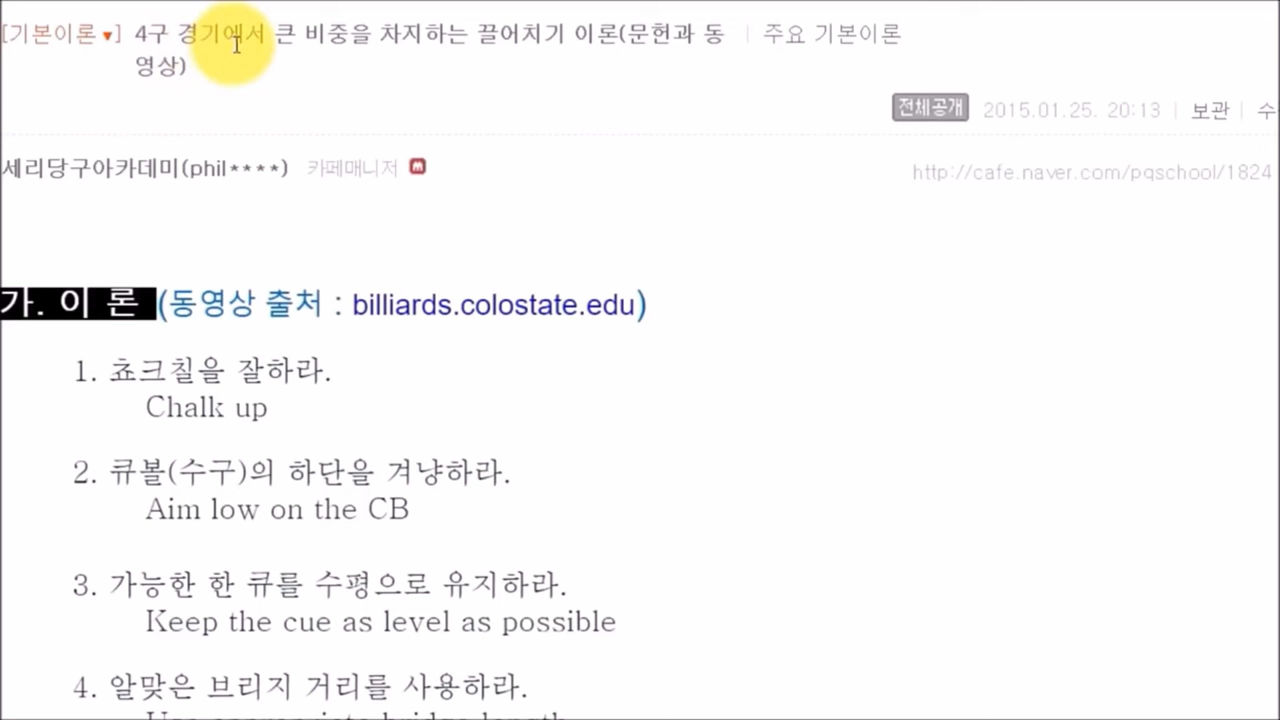 [기본이론▼] 4구 경기에서 큰 비중을 차지하는 끌어치기 이론(문헌과 동 | 주요 기본이론
영상)
전체공개 2015.01.25. 20:13 | 보관 | 수
세리당구아카데미(phil****) 카페매니저
http://cafe.naver.com/pqschool/1824
가. 이 론 (동영상 출처 : billiards.colostate.edu)
1. 쵸크칠을 잘하라.
Chalk up
2. 큐볼(수구)의 하단을 겨냥하라.
Aim low on the CB
3. 가능한 한 큐를 수평으로 유지하라.
Keep the cue as level as possible
4. 알맞은 브리지 거리를 사용하라.
Use appropriate bridge length